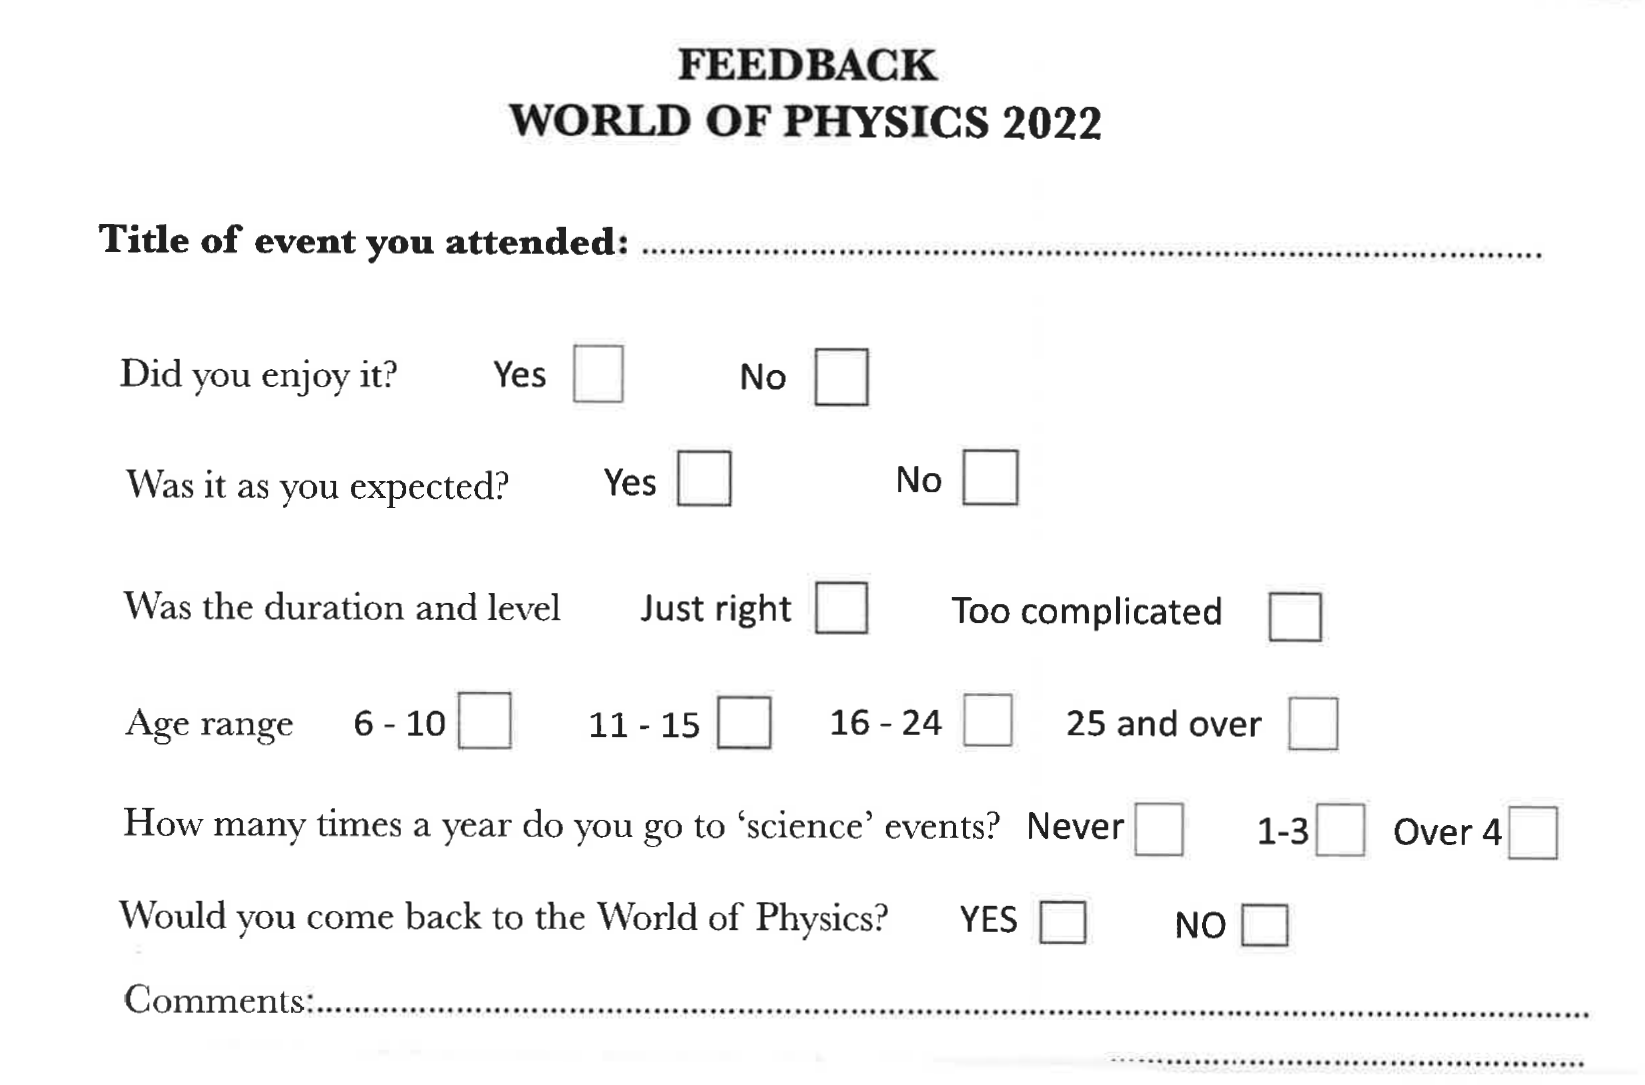 FEEDBACK
WORLD OF PHYSICS 2022
Title of event you attended: ................................................................................
Did you enjoy it? Yes No
Was it as you expected? Yes No
Was the duration and level Just right Too complicated
Age range 6 - 10 11 - 15 16 - 24 25 and over
How many times a year do you go to ‘science’ events? Never 1-3 Over 4
Would you come back to the World of Physics? YES NO
Comments:................................................................................
................................................